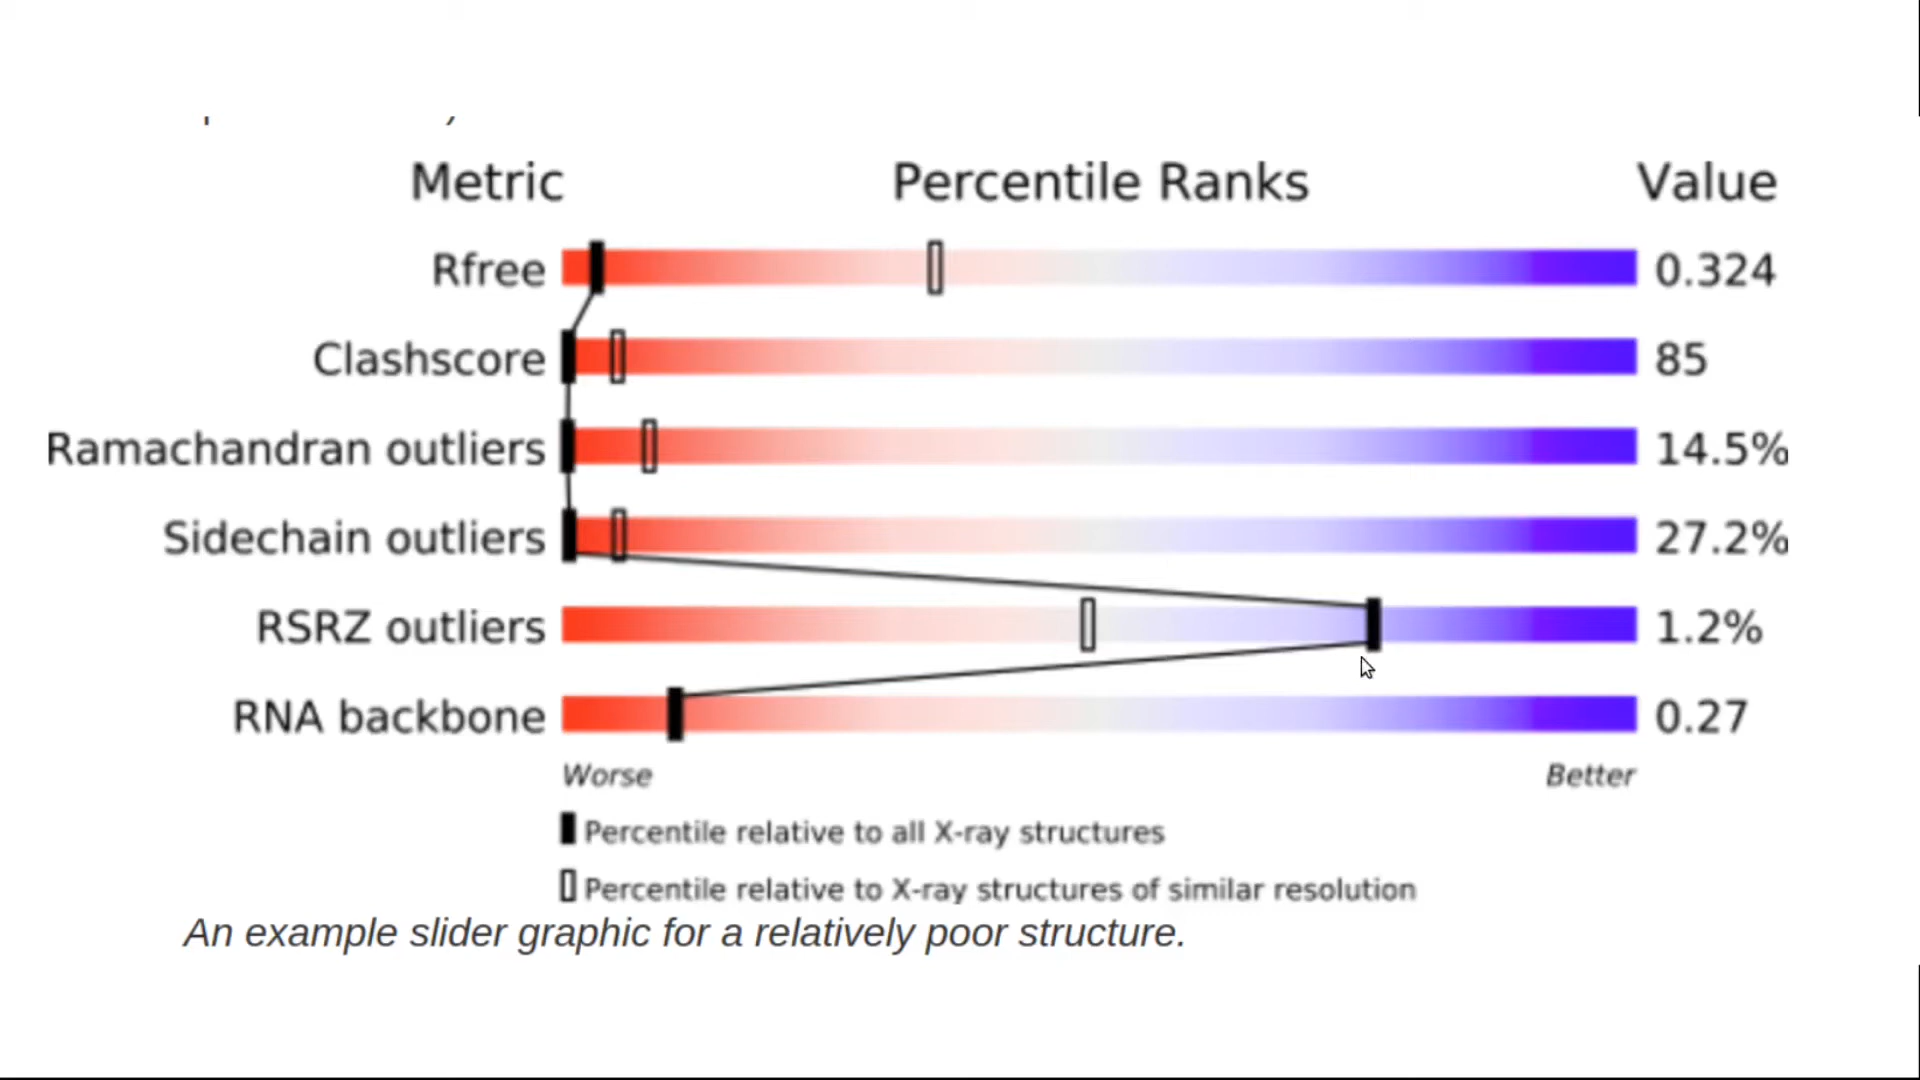 Metric Percentile Ranks Value
Rfree 0.324
Clashscore 85
Ramachandran outliers 14.5%
Sidechain outliers 27.2%
RSRZ outliers 1.2%
RNA backbone 0.27
Worse Better
Percentile relative to all X-ray structures
Percentile relative to X-ray structures of similar resolution
An example slider graphic for a relatively poor structure.